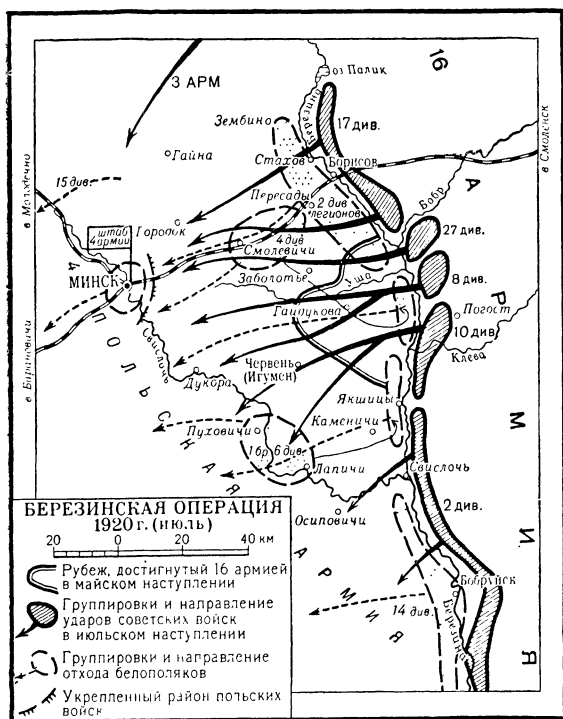 оз Палик
16
3 АРМ
Березина
Зембино
17 див.
Гайна
Стахов
Борисов
в Смоленск
15 див.
Пересады
Бобр
А
в Молодечно
2 див
легионов
Городок
штаб
4 армии
4 див
Смолевичи
27 див.
МИНСК
Заболотье
Уша
8 див.
4
Гайдукова
Погост
Р
П О Л Ь С К А Я
Свислочь
10 див.
Клева
в Барановичи
Червень
(Игумен)
Дукора
Якшицы
М
Пуховичи
Каменичи
1 бр. 6 див.
Лапичи
Свислочь
2 див.
Осиповичи
И
А Р М И Я
Бобруйск
14 див.
Березина
Я
БЕРЕЗИНСКАЯ ОПЕРАЦИЯ
1920 г. (июль)
20 0 20 40 км
Рубеж, достигнутый 16 армией
в майском наступлении
Группировки и направление
ударов советских войск
в июльском наступлении
Группировки и направление
отхода белополяков
Укрепленный район польских
войск